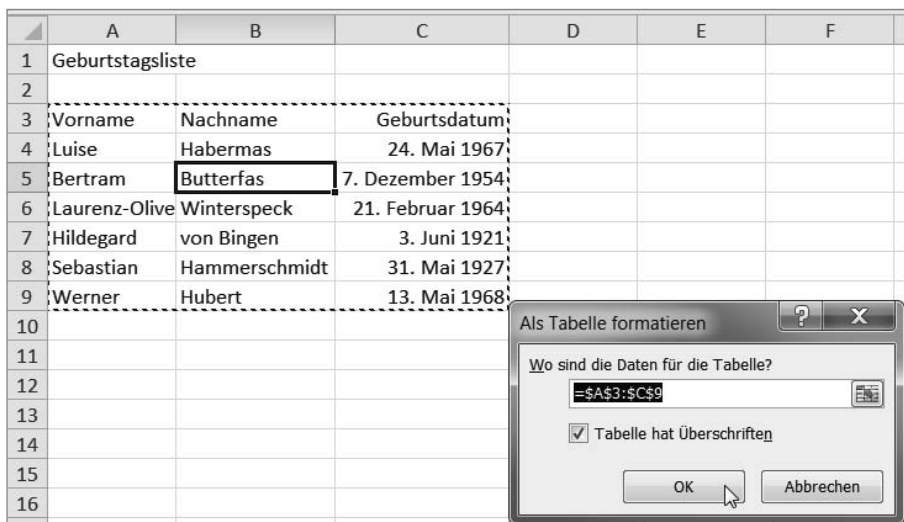 A B C D E F
1 Geburtstagsliste
2
3 Vorname Nachname Geburtsdatum
4 Luise Habermas 24. Mai 1967
5 Bertram Butterfas 7. Dezember 1954
6 Laurenz-Olive Winterspeck 21. Februar 1964
7 Hildegard von Bingen 3. Juni 1921
8 Sebastian Hammerschmidt 31. Mai 1927
9 Werner Hubert 13. Mai 1968
10
11
12
13
14
15
16
Als Tabelle formatieren ? X
Wo sind die Daten für die Tabelle?
=$A$3:$C$9
Tabelle hat Überschriften
OK Abbrechen